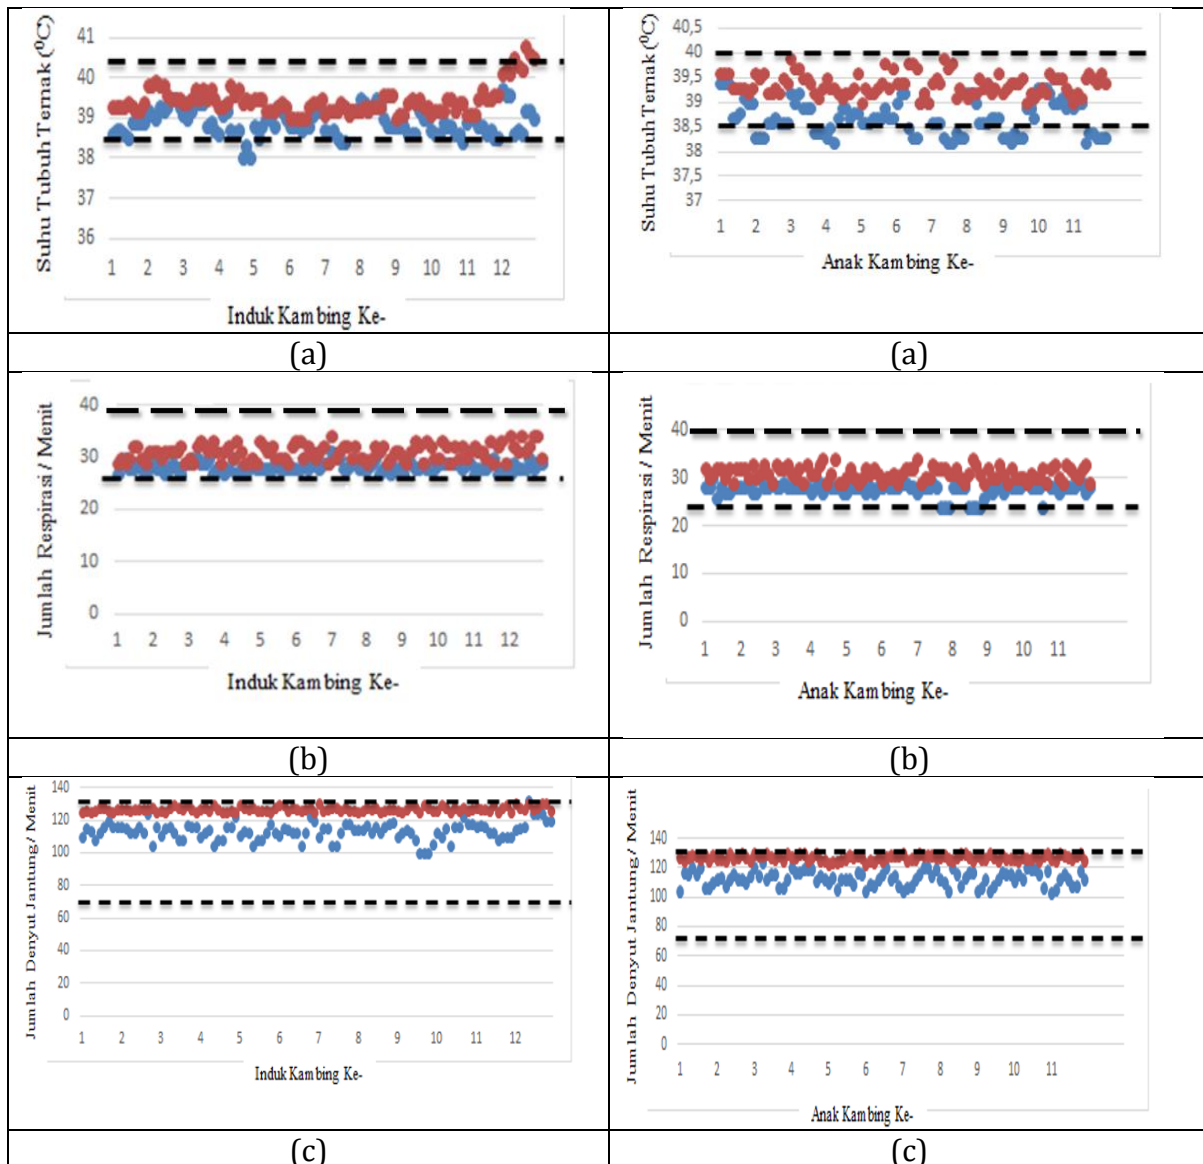 Suhu Tubuh Ternak (⁰C)
41
40
39
38
37
36
1 2 3 4 5 6 7 8 9 10 11 12
Induk Kambing Ke-
(a)
Suhu Tubuh Ternak (⁰C)
40,5
40
39,5
39
38,5
38
37,5
37
1 2 3 4 5 6 7 8 9 10 11
Anak Kambing Ke-
(a)
Jumlah Respirasi/ Menit
40
30
20
10
0
1 2 3 4 5 6 7 8 9 10 11 12
Induk Kambing Ke-
(b)
Jumlah Respirasi/ Menit
40
30
20
10
0
1 2 3 4 5 6 7 8 9 10 11
Anak Kambing Ke-
(b)
Jumlah Denyut Jantung/ Menit
140
120
100
80
60
40
20
0
1 2 3 4 5 6 7 8 9 10 11 12
Induk Kambing Ke-
(c)
Jumlah Denyut Jantung/ Menit
140
120
100
80
60
40
20
0
1 2 3 4 5 6 7 8 9 10 11
Anak Kambing Ke-
(c)